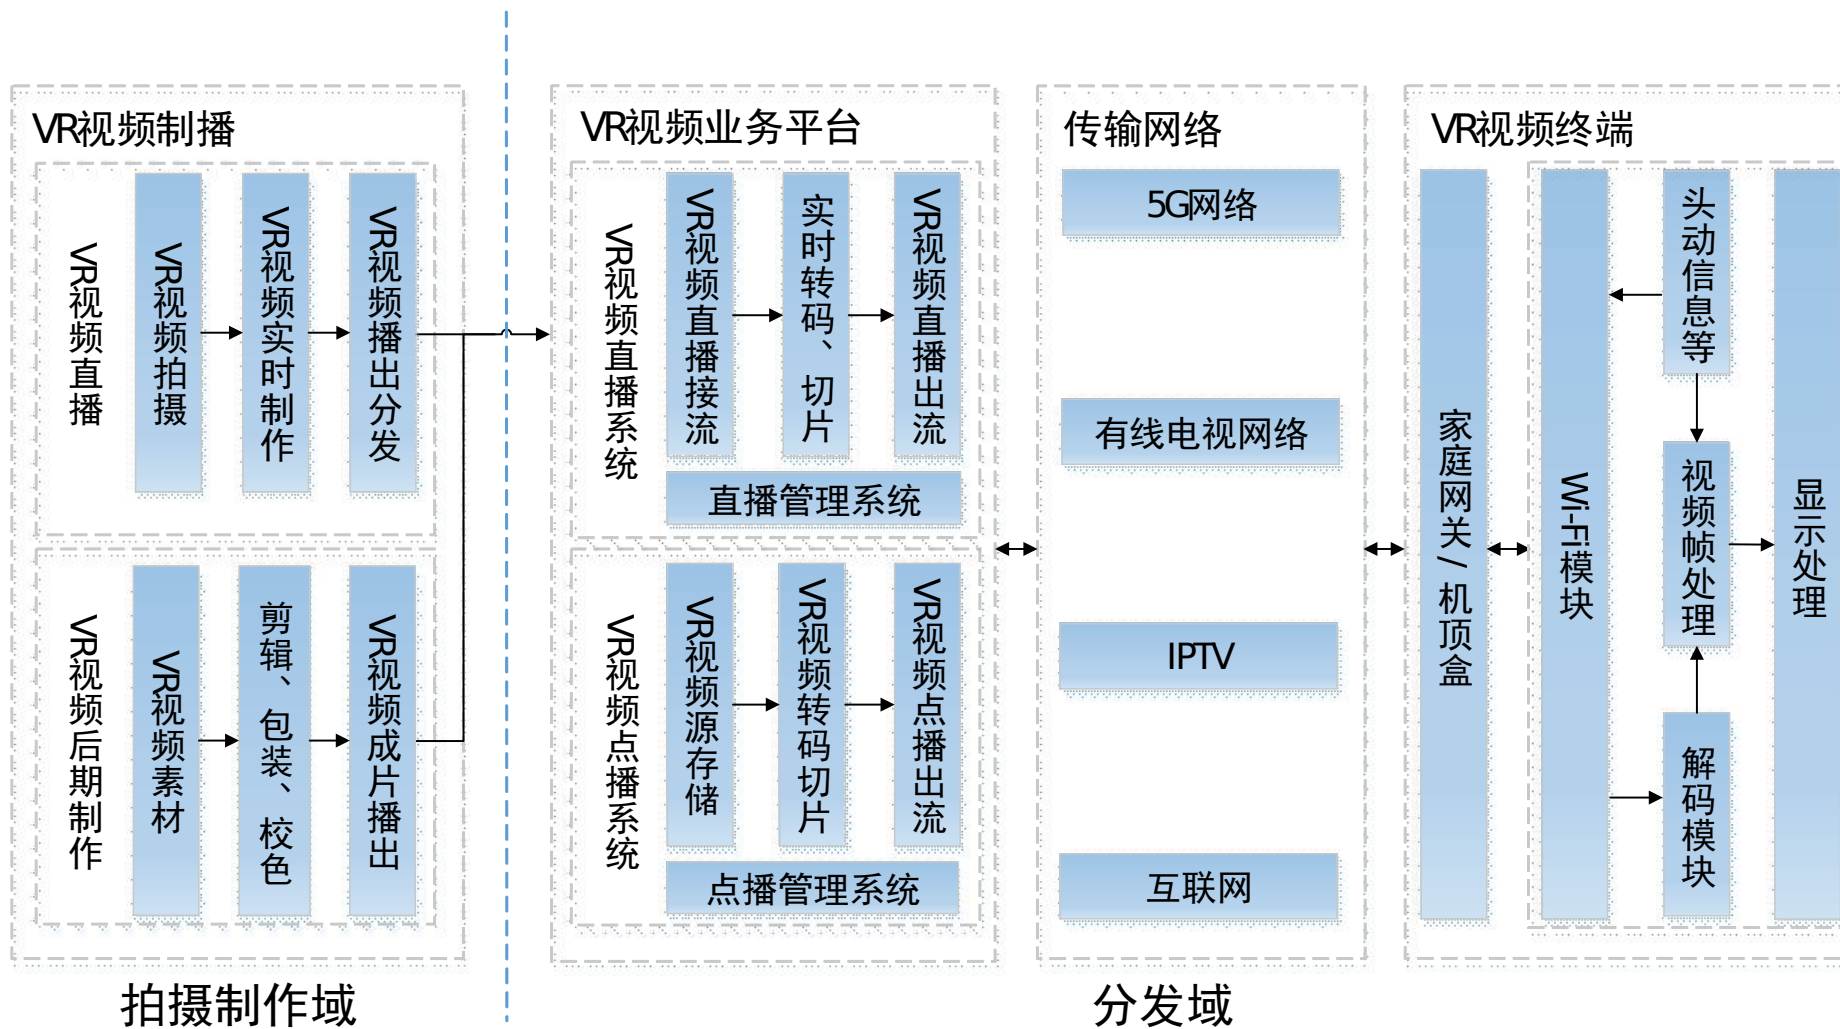 VR视频制播
VR视频直播
VR视频拍摄
VR视频实时制作
VR视频播出分发
VR视频后期制作
VR视频素材
剪辑、包装、校色
VR视频成片播出
拍摄制作域
VR视频业务平台
VR视频直播系统
VR视频直播接流
实时转码、切片
VR视频直播出流
直播管理系统
VR视频点播系统
VR视频源存储
VR视频转码切片
VR视频点播出流
点播管理系统
传输网络
5G网络
有线电视网络
IPTV
互联网
VR视频终端
家庭网关/机顶盒
Wi-Fi模块
头动信息等
视频帧处理
解码模块
显示处理
分发域